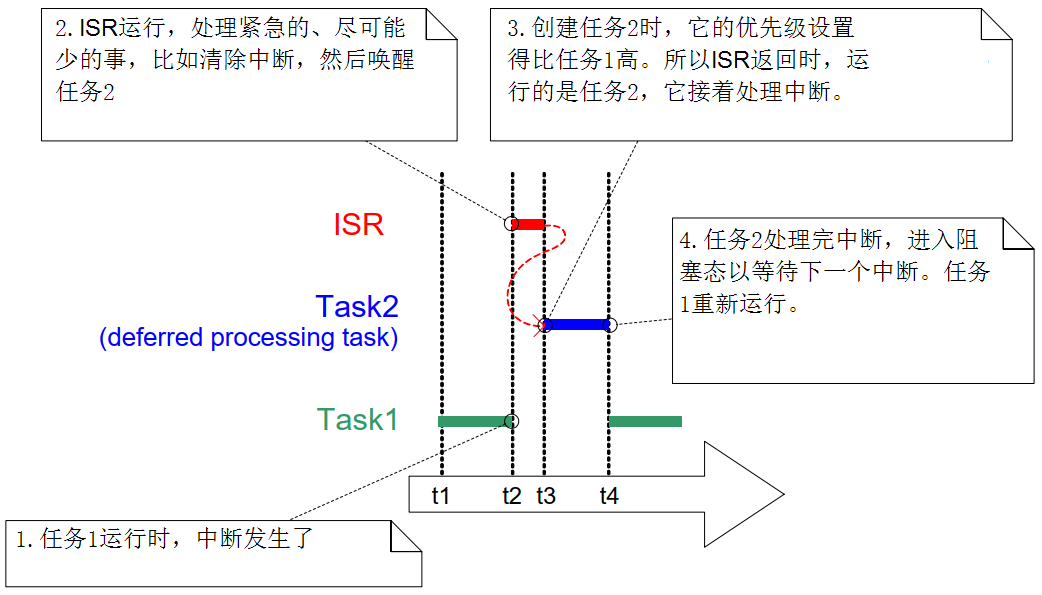 2.ISR运行，处理紧急的、尽可能
少的事，比如清除中断，然后唤醒
任务2
3.创建任务2时，它的优先级设置
得比任务1高。所以ISR返回时，运
行的是任务2，它接着处理中断。
ISR
4.任务2处理完中断，进入阻
塞态以等待下一个中断。任务
1重新运行。
Task2
(deferred processing task)
Task1
t1 t2 t3 t4
1.任务1运行时，中断发生了